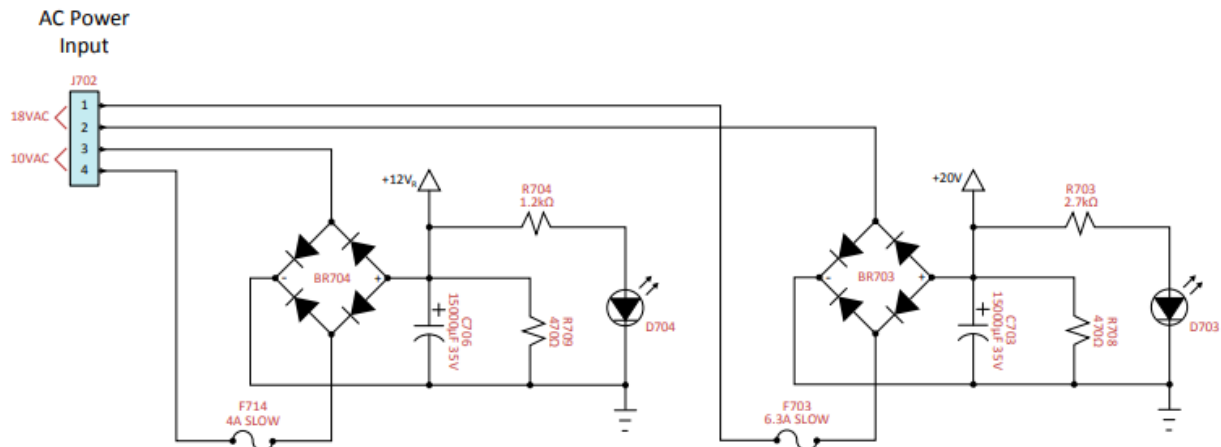 AC Power
Input
J702
18VAC
10VAC
1
2
3
4
+12VR
R704
1.2kΩ
- BR704 +
+
C706
15000µF 35V
R709
470Ω
D704
F714
4A SLOW
+20V
R703
2.7kΩ
- BR703 +
+
C703
15000µF 35V
R708
470Ω
D703
F703
6.3A SLOW